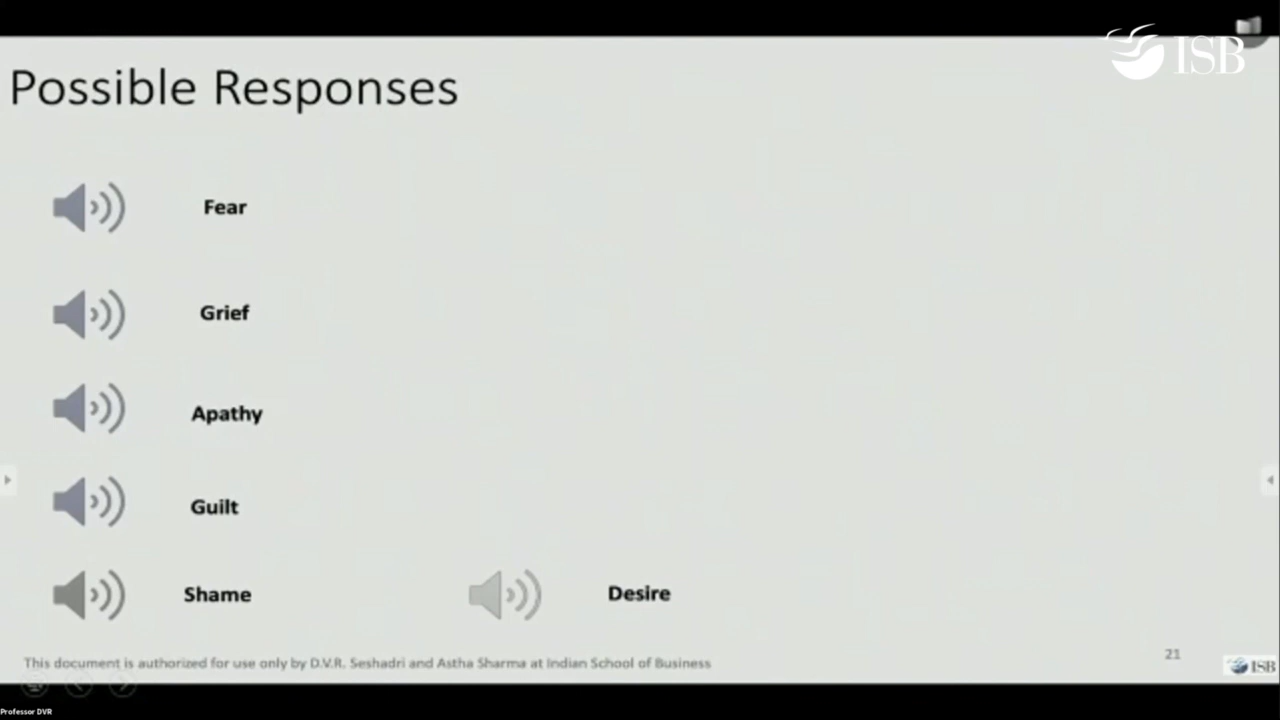 ISB
Possible Responses
Fear
Grief
Apathy
Guilt
Shame
Desire
This document is authorized for use only by D.V.R. Seshadri and Astha Sharma at Indian School of Business
21
ISB
Professor DVR